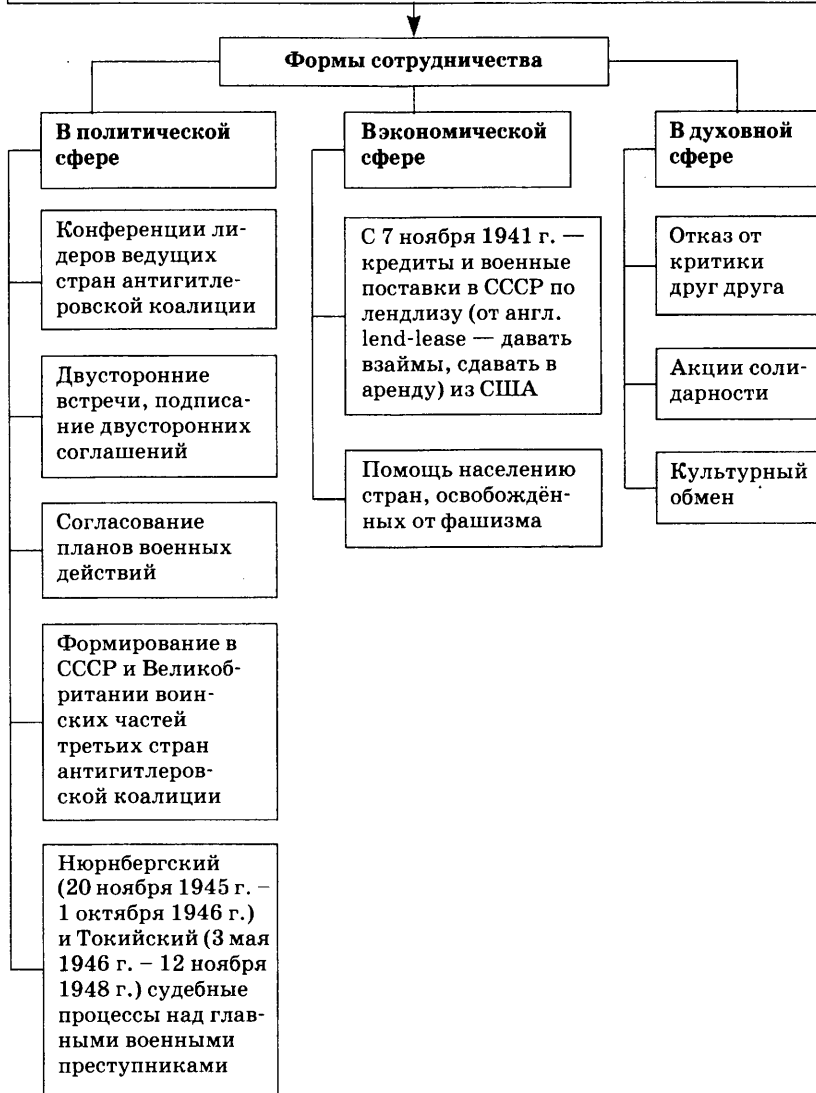 Формы сотрудничества
В политической
сфере
Конференции ли-
деров ведущих
стран антигитле-
ровской коалиции
Двусторонние
встречи, подписа-
ние двусторонних
соглашений
Согласование
планов военных
действий
Формирование в
СССР и Великоб-
ритании воин-
ских частей
третьих стран
антигитлеров-
ской коалиции
Нюрнбергский
(20 ноября 1945 г. –
1 октября 1946 г.)
и Токийский (3 мая
1946 г. – 12 ноября
1948 г.) судебные
процессы над глав-
ными военными
преступниками
В экономической
сфере
С 7 ноября 1941 г. —
кредиты и военные
поставки в СССР по
лендлизу (от англ.
lend-lease — давать
взаймы, сдавать в
аренду) из США
Помощь населению
стран, освобождён-
ных от фашизма
В духовной
сфере
Отказ от
критики
друг друга
Акции соли-
дарности
Культурный
обмен